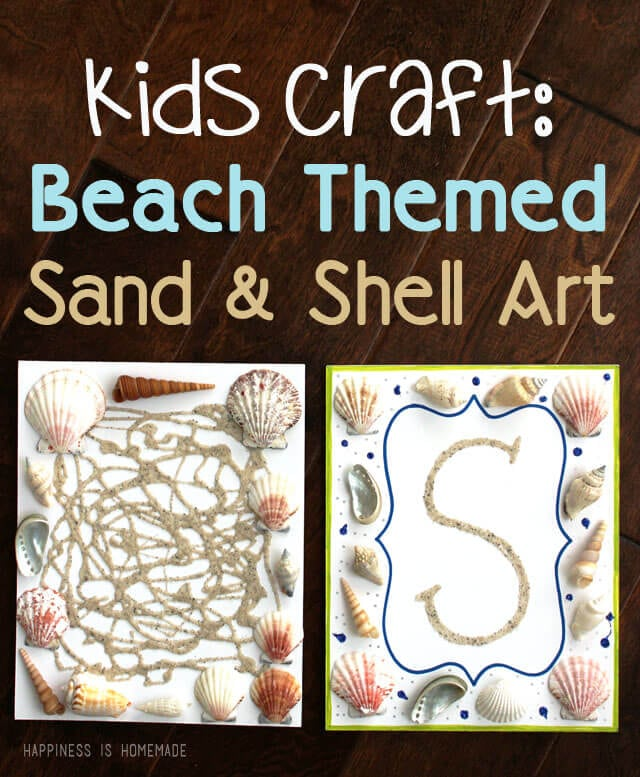 Kids Craft:
Beach Themed
Sand & Shell Art
S
HAPPINESS IS HOMEMADE